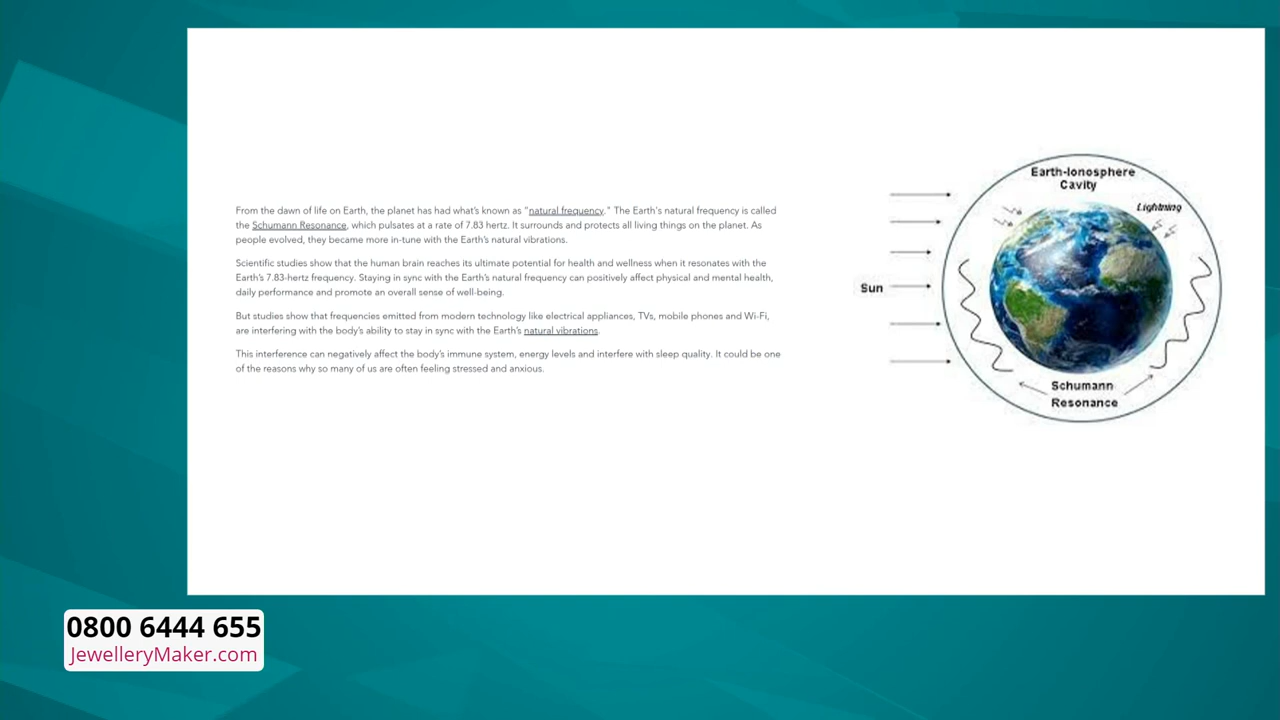 From the dawn of life on Earth, the planet has had what's known as "natural frequency." The Earth's natural frequency is called
the Schumann Resonance, which pulsates at a rate of 7.83 hertz. It surrounds and protects all living things on the planet. As
people evolved, they became more in-tune with the Earth's natural vibrations.
Scientific studies show that the human brain reaches its ultimate potential for health and wellness when it resonates with the
Earth's 7.83-hertz frequency. Staying in sync with the Earth's natural frequency can positively affect physical and mental health,
daily performance and promote an overall sense of well-being.
But studies show that frequencies emitted from modern technology like electrical appliances, TVs, mobile phones and Wi-Fi,
are interfering with the body's ability to stay in sync with the Earth's natural vibrations.
This interference can negatively affect the body's immune system, energy levels and interfere with sleep quality. It could be one
of the reasons why so many of us are often feeling stressed and anxious.
Earth-Ionosphere
Cavity
Lightning
Sun
Schumann
Resonance
0800 6444 655
JewelleryMaker.com